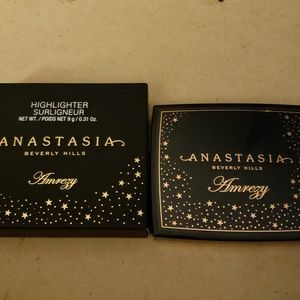 HIGHLIGHTER
SURLIGNEUR
NET WT. / POIDS NET 9 g / 0.31 Oz.
ANASTASIA
BEVERLY HILLS
Amrezy
ANASTASIA
BEVERLY HILLS
Amrezy